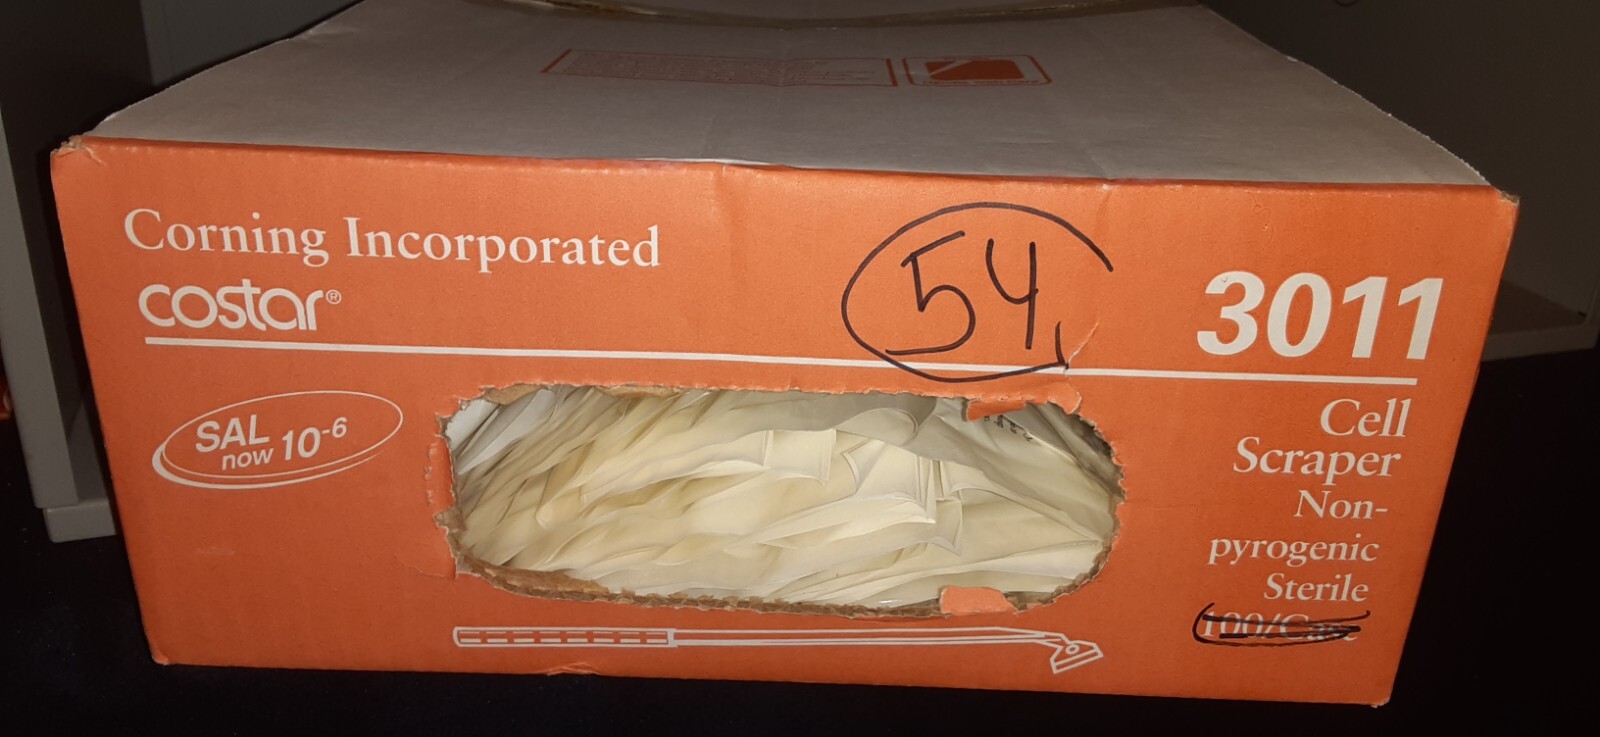 Corning Incorporated
costar®
54
3011
SAL
now 10-6
Cell
Scraper
Non-
pyrogenic
Sterile
100/Case